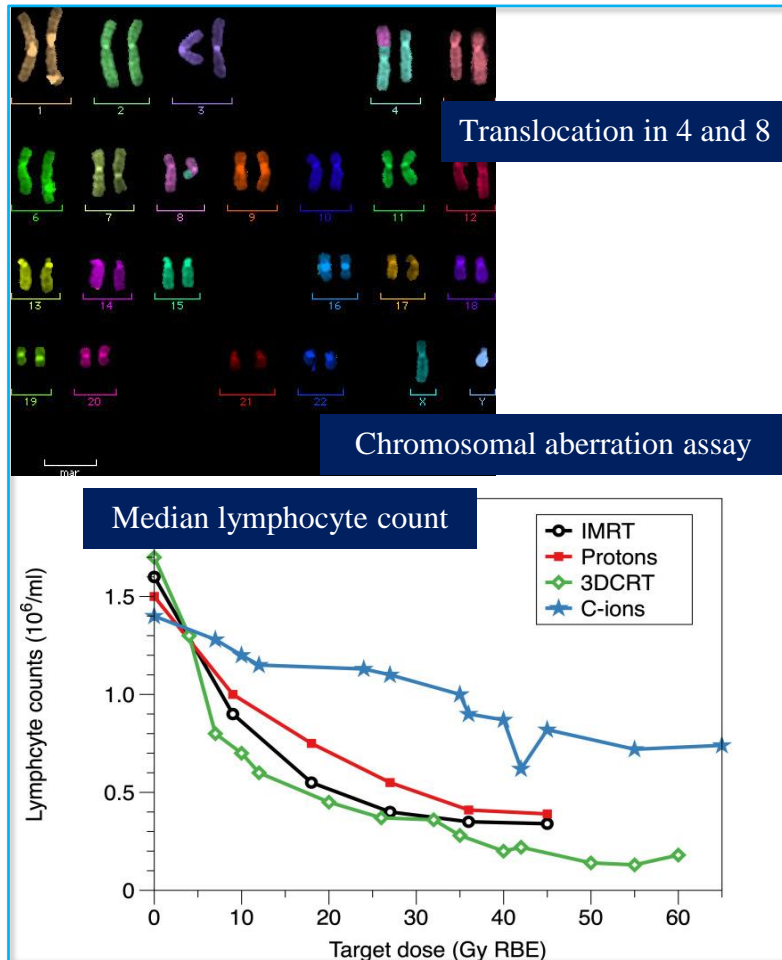 1 2 3 4
Translocation in 4 and 8
6 7 8 9 10 11 12
13 14 15 16 17 18
19 20 21 22 X Y
Chromosomal aberration assay
mar
Median lymphocyte count
IMRT
Protons
3DCRT
C-ions
Lymphcyte counts (10⁶/ml)
1.5
1.0
0.5
0
0 10 20 30 40 50 60
Target dose (Gy RBE)